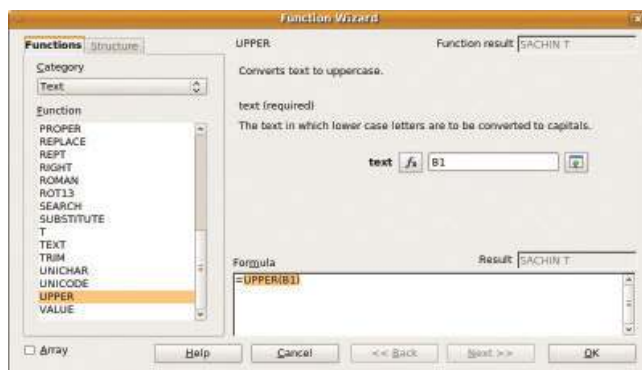 Function Wizard
Functions Structure
Category
Text
Function
PROPER
REPLACE
REPT
RIGHT
ROMAN
ROT13
SEARCH
SUBSTITUTE
T
TEXT
TRIM
UNICHAR
UNICODE
UPPER
VALUE
UPPER
Function result SACHIN T
Converts text to uppercase.
text (required)
The text in which lower case letters are to be converted to capitals.
text fx B1
Formula
Result SACHIN T
=UPPER(B1)
Array
Help
Cancel
<< Back
Next >>
OK